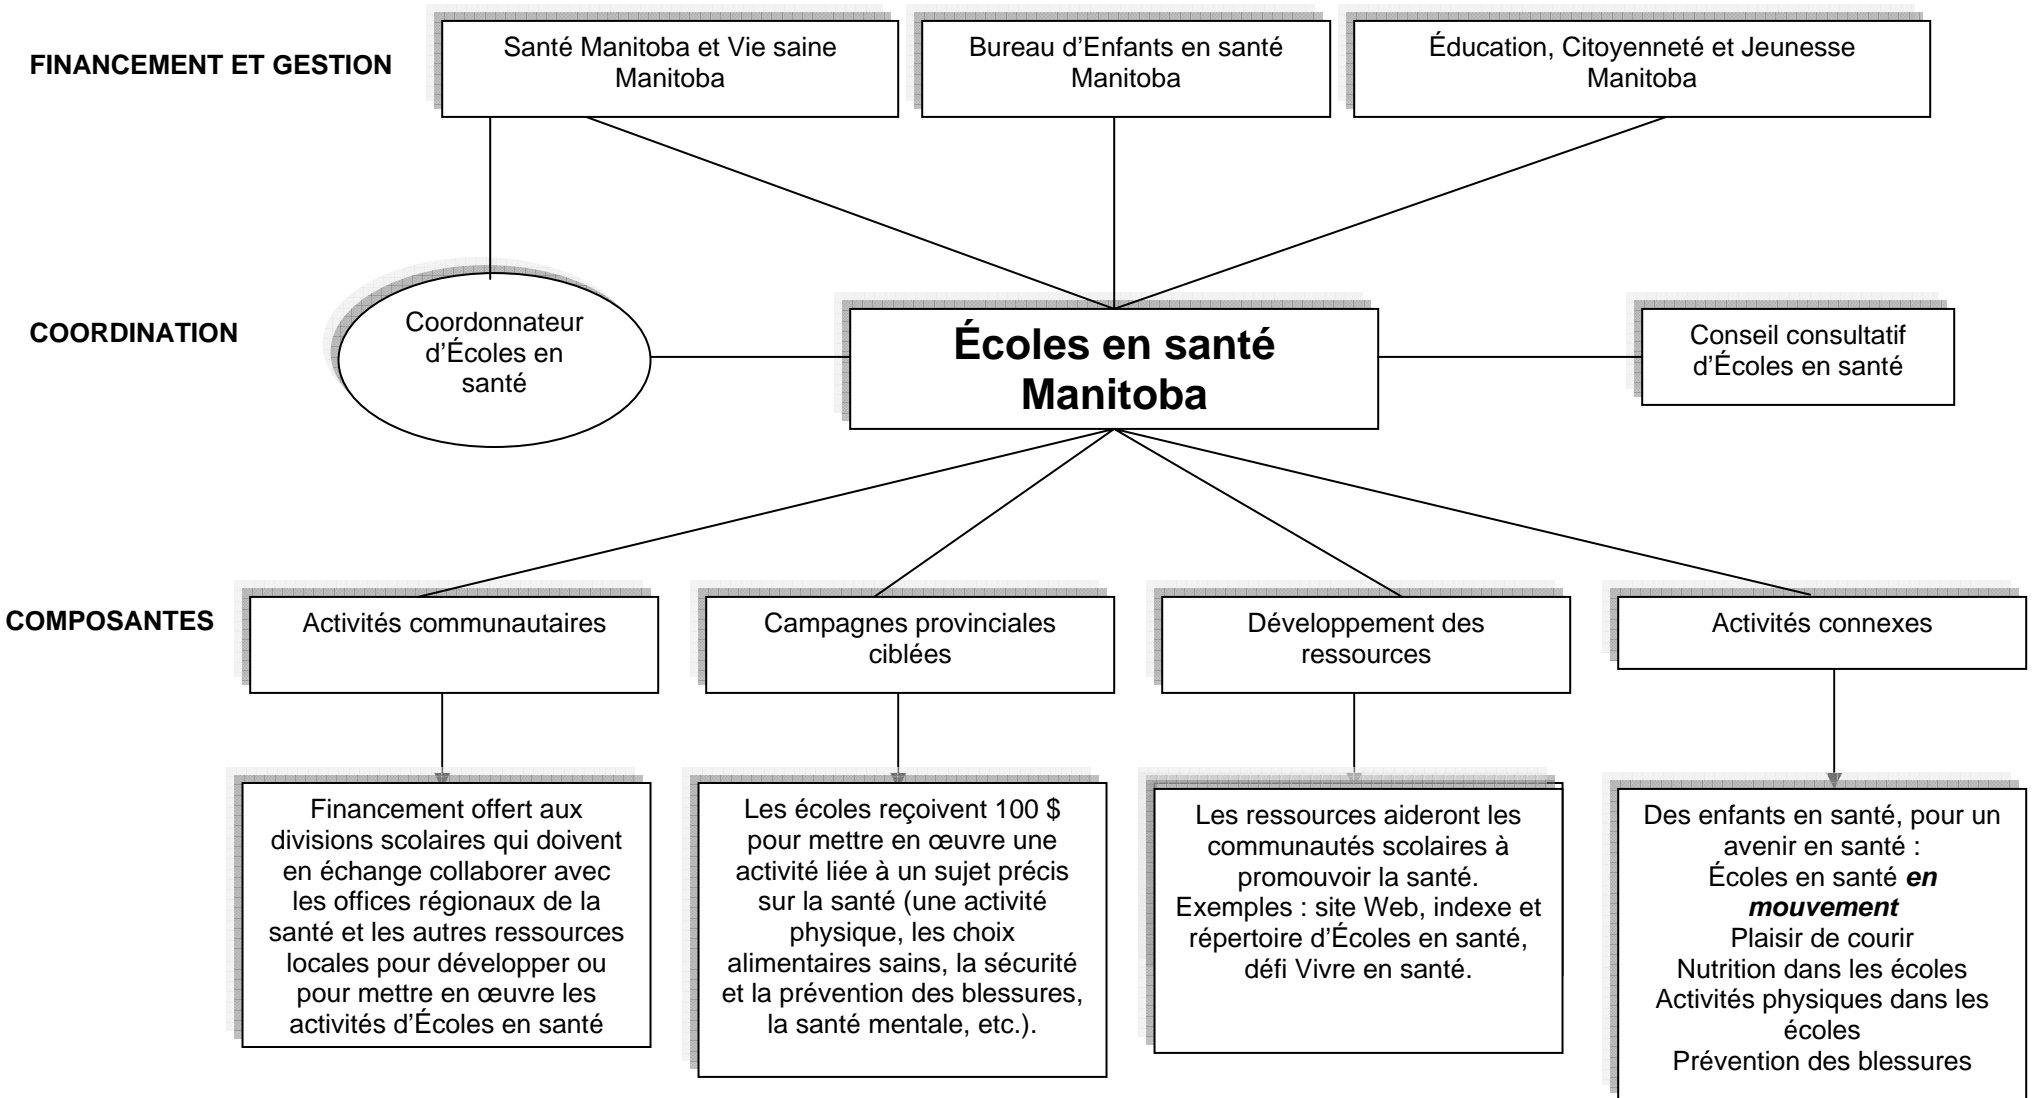 FINANCEMENT ET GESTION
Santé Manitoba et Vie saine
Manitoba
Bureau d’Enfants en santé
Manitoba
Éducation, Citoyenneté et Jeunesse
Manitoba
COORDINATION
Coordonnateur
d’Écoles en
santé
Écoles en santé
Manitoba
Conseil consultatif
d’Écoles en santé
COMPOSANTES
Activités communautaires
Campagnes provinciales
ciblées
Développement des
ressources
Activités connexes
Financement offert aux
divisions scolaires qui doivent
en échange collaborer avec
les offices régionaux de la
santé et les autres ressources
locales pour développer ou
pour mettre en œuvre les
activités d’Écoles en santé
Les écoles reçoivent 100 $
pour mettre en œuvre une
activité liée à un sujet précis
sur la santé (une activité
physique, les choix
alimentaires sains, la sécurité
et la prévention des blessures,
la santé mentale, etc.).
Les ressources aideront les
communautés scolaires à
promouvoir la santé.
Exemples : site Web, indexe et
répertoire d’Écoles en santé,
défi Vivre en santé.
Des enfants en santé, pour un
avenir en santé :
Écoles en santé en
mouvement
Plaisir de courir
Nutrition dans les écoles
Activités physiques dans les
écoles
Prévention des blessures